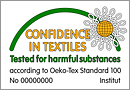 CONFIDENCE
IN TEXTILES
Tested for harmful substances
according to Oeko-Tex Standard 100
No 00000000 Institut